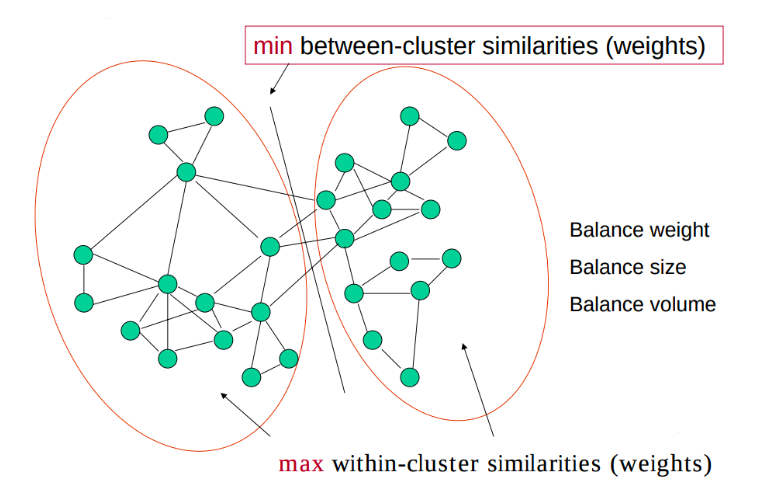 min between-cluster similarities (weights)
Balance weight
Balance size
Balance volume
max within-cluster similarities (weights)